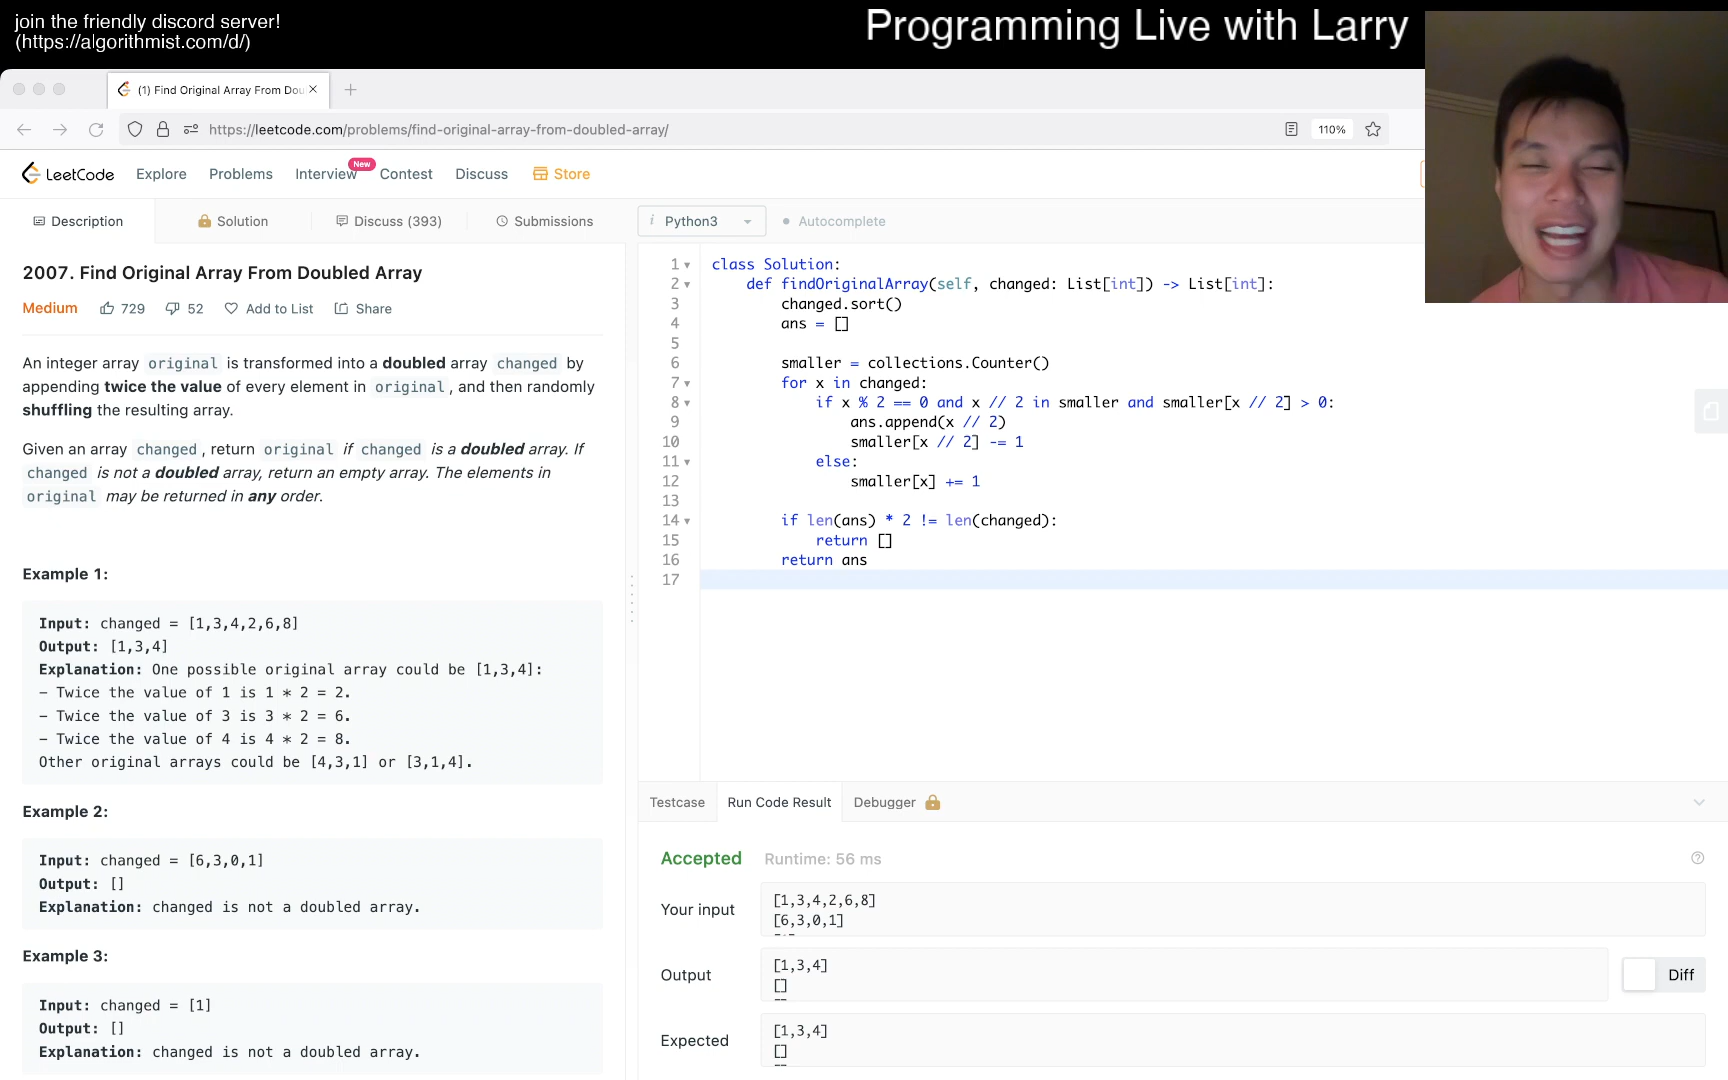 join the friendly discord server!
(https://algorithmist.com/d/)
Programming Live with Larry
(1) Find Original Array From Dou
https://leetcode.com/problems/find-original-array-from-doubled-array/
110%
LeetCode
Explore
Problems
Interview
New
Contest
Discuss
Store
Description
Solution
Discuss (393)
Submissions
i Python3
Autocomplete
2007. Find Original Array From Doubled Array
Medium
729
52
Add to List
Share
An integer array original is transformed into a doubled array changed by
appending twice the value of every element in original, and then randomly
shuffling the resulting array.
Given an array changed, return original if changed is a doubled array. If
changed is not a doubled array, return an empty array. The elements in
original may be returned in any order.
Example 1:
Input: changed = [1,3,4,2,6,8]
Output: [1,3,4]
Explanation: One possible original array could be [1,3,4]:
- Twice the value of 1 is 1 * 2 = 2.
- Twice the value of 3 is 3 * 2 = 6.
- Twice the value of 4 is 4 * 2 = 8.
Other original arrays could be [4,3,1] or [3,1,4].
Example 2:
Input: changed = [6,3,0,1]
Output: []
Explanation: changed is not a doubled array.
Example 3:
Input: changed = [1]
Output: []
Explanation: changed is not a doubled array.
1 class Solution:
2     def findOriginalArray(self, changed: List[int]) -> List[int]:
3         changed.sort()
4         ans = []
5
6         smaller = collections.Counter()
7         for x in changed:
8             if x % 2 == 0 and x // 2 in smaller and smaller[x // 2] > 0:
9                 ans.append(x // 2)
10                 smaller[x // 2] -= 1
11             else:
12                 smaller[x] += 1
13
14         if len(ans) * 2 != len(changed):
15             return []
16         return ans
17
Testcase
Run Code Result
Debugger
Accepted
Runtime: 56 ms
Your input
[1,3,4,2,6,8]
[6,3,0,1]
Output
[1,3,4]
[]
Diff
Expected
[1,3,4]
[]